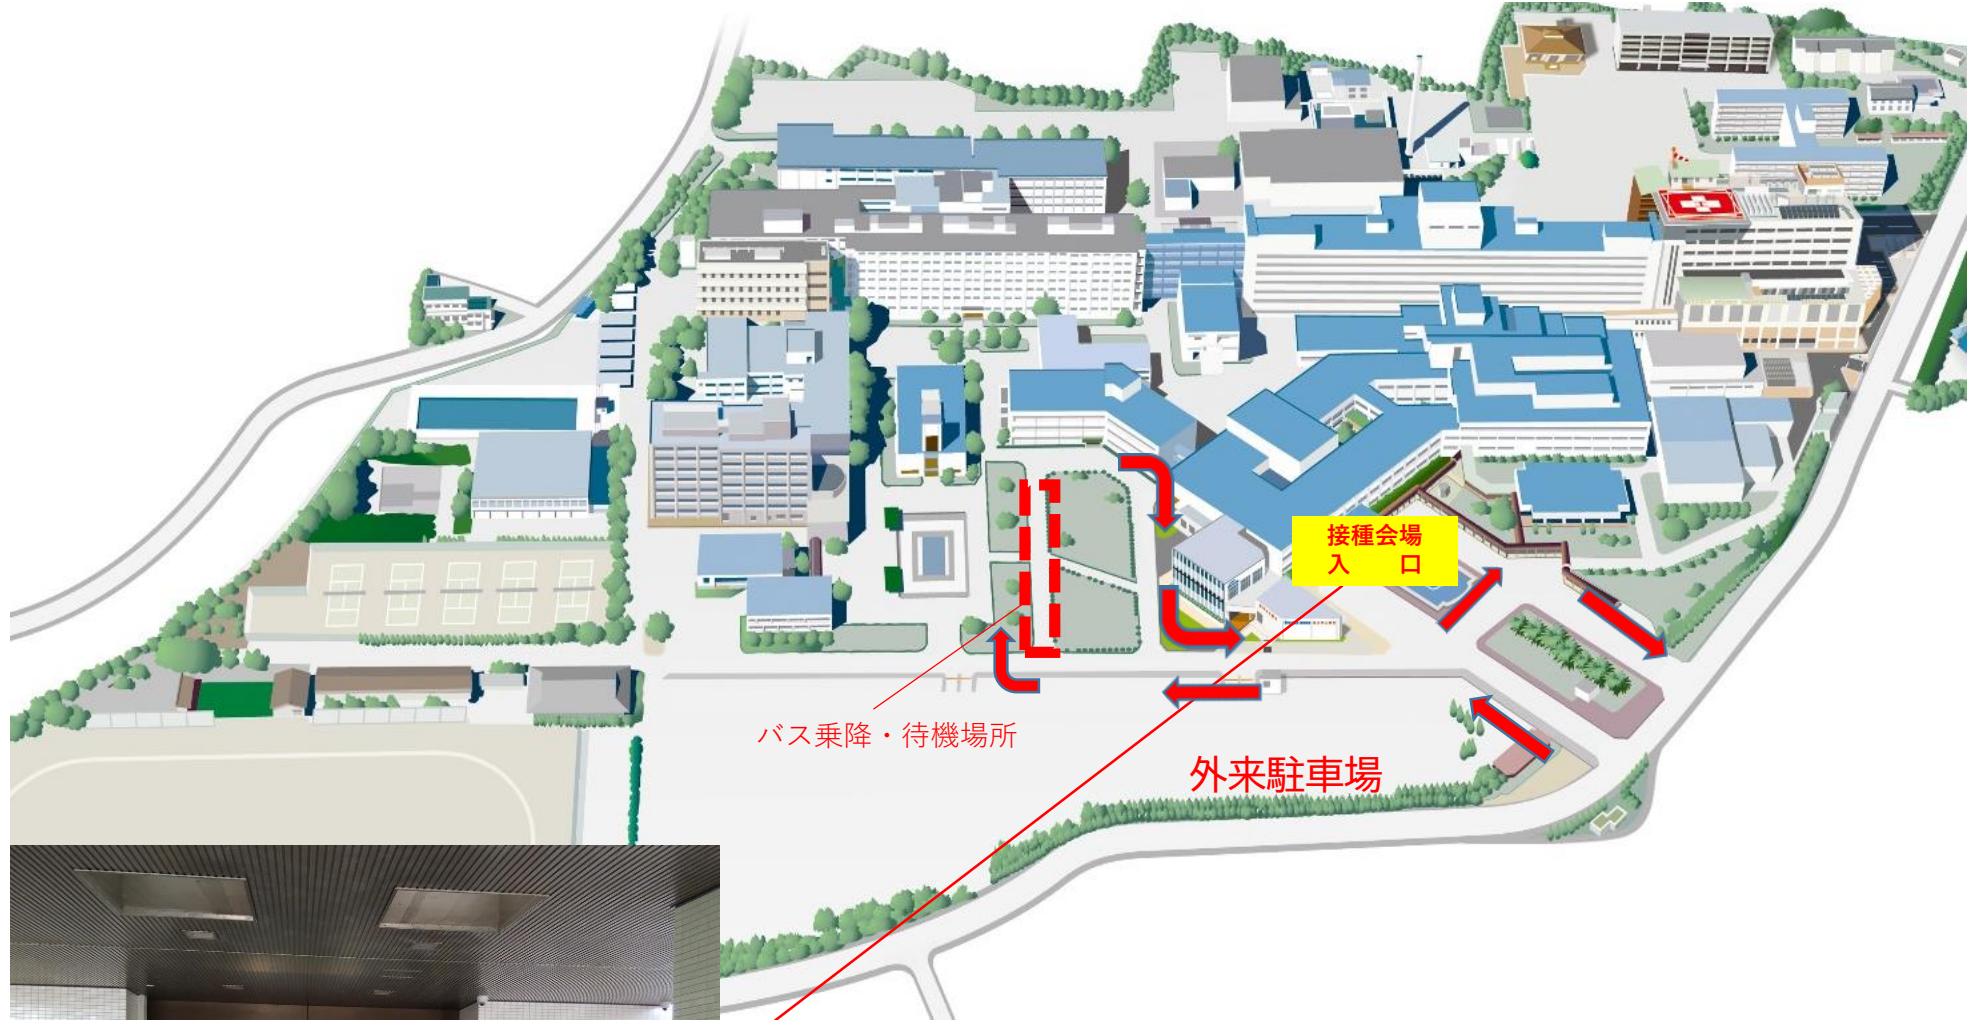 接種会場
入　　口
バス乗降・待機場所
外来駐車場